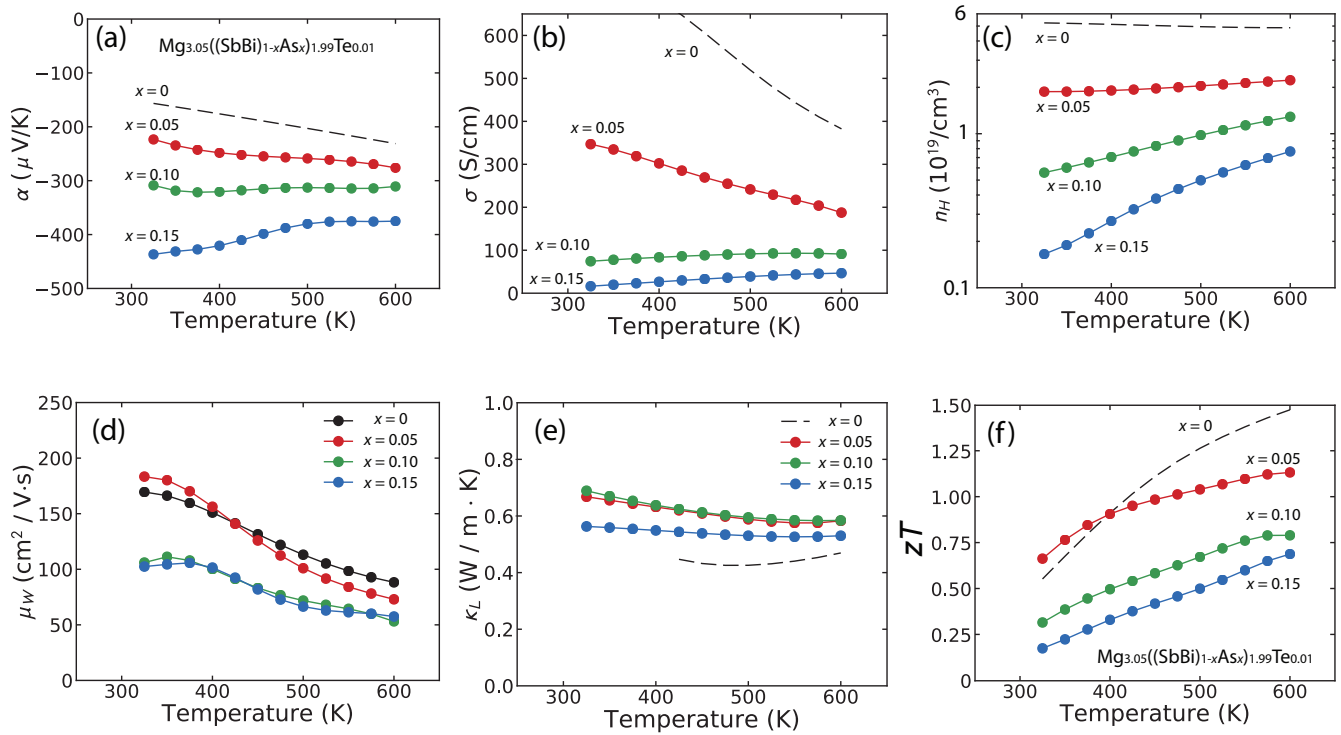 (a)
Mg3.05((SbBi)1-xAsx)1.99Te0.01
x = 0
x = 0.05
x = 0.10
x = 0.15
0
−100
−200
−300
−400
−500
α ( μ V/K)
300 400 500 600
Temperature (K)
(b)
x = 0
x = 0.05
x = 0.10
x = 0.15
600
500
400
300
200
100
0
σ (S/cm)
300 400 500 600
Temperature (K)
(c)
x = 0
x = 0.05
x = 0.10
x = 0.15
6
1
0.1
nH (10¹⁹/cm³)
300 400 500 600
Temperature (K)
(d)
x = 0
x = 0.05
x = 0.10
x = 0.15
250
200
150
100
50
0
μW (cm² / V·s)
300 400 500 600
Temperature (K)
(e)
x = 0
x = 0.05
x = 0.10
x = 0.15
1.0
0.8
0.6
0.4
0.2
0.0
κL (W / m · K)
300 400 500 600
Temperature (K)
(f)
x = 0
x = 0.05
x = 0.10
x = 0.15
Mg3.05((SbBi)1-xAsx)1.99Te0.01
1.50
1.25
1.00
0.75
0.50
0.25
0
zT
300 400 500 600
Temperature (K)